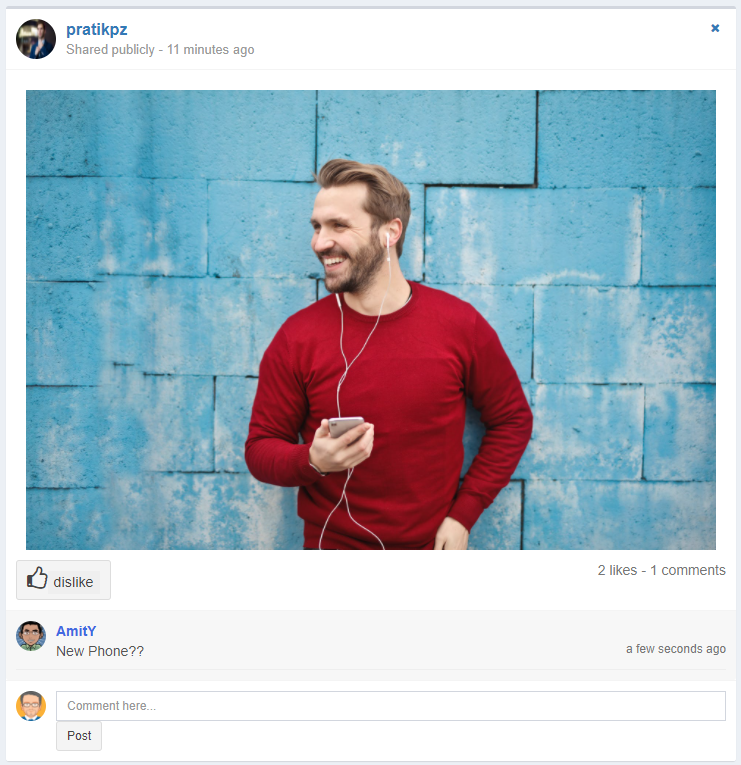 pratikpz
Shared publicly - 11 minutes ago
dislike
2 likes - 1 comments
AmitY
New Phone??
a few seconds ago
Comment here...
Post